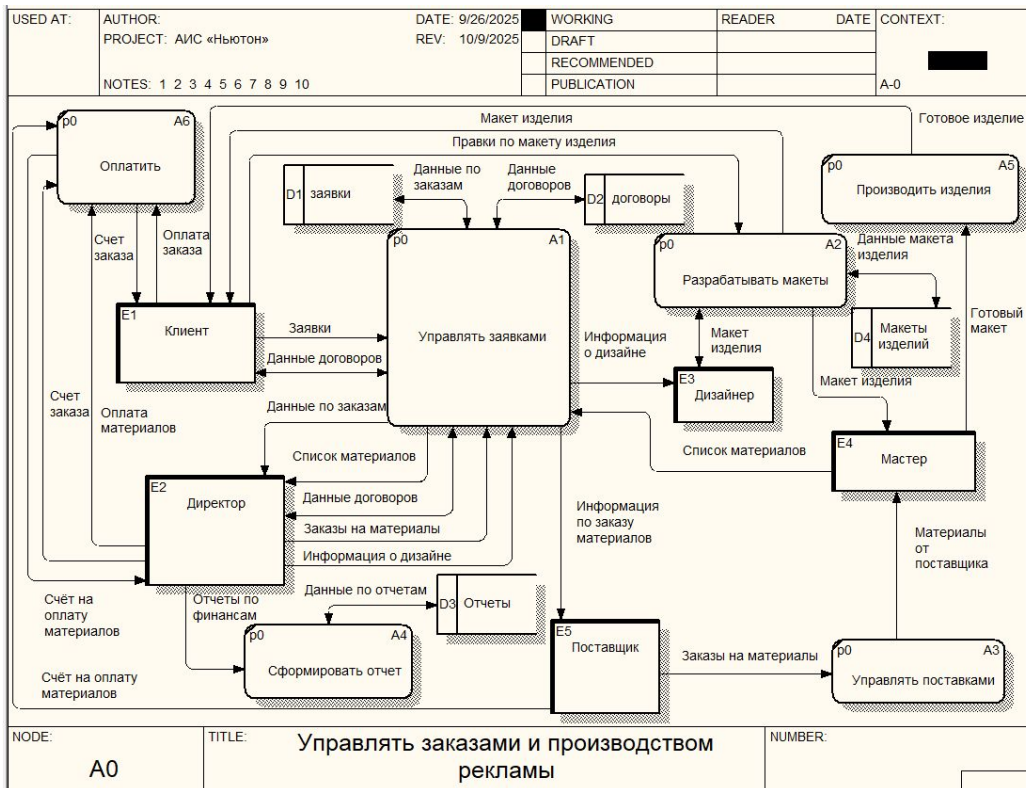 USED AT:
AUTHOR:
DATE: 9/26/2025
WORKING
READER
DATE
CONTEXT:
PROJECT: АИС «Ньютон»
REV: 10/9/2025
DRAFT
RECOMMENDED
NOTES: 1 2 3 4 5 6 7 8 9 10
PUBLICATION
A-0
p0
A6
Оплатить
Макет изделия
Правки по макету изделия
Готовое изделие
p0
A5
Производить изделия
D1
заявки
Данные по
заказам
Данные
договоров
D2
договоры
p0
A1
Управлять заявками
p0
A2
Разрабатывать макеты
Данные макета
изделия
Счет
заказа
Оплата
заказа
E1
Клиент
Заявки
Данные договоров
Информация
о дизайне
Макет
изделия
D4
Макеты
изделий
Готовый
макет
E3
Дизайнер
Макет изделия
Счет
заказа
Оплата
материалов
Данные по заказам
Список материалов
Список материалов
E4
Мастер
E2
Директор
Данные договоров
Заказы на материалы
Информация о дизайне
Информация
по заказу
материалов
Материалы
от
поставщика
Счёт на
оплату
материалов
Отчеты по
финансам
Данные по отчетам
D3
Отчеты
p0
A4
Сформировать отчет
E5
Поставщик
Заказы на материалы
p0
A3
Управлять поставками
Счёт на оплату
материалов
NODE:
A0
TITLE:
Управлять заказами и производством
рекламы
NUMBER: